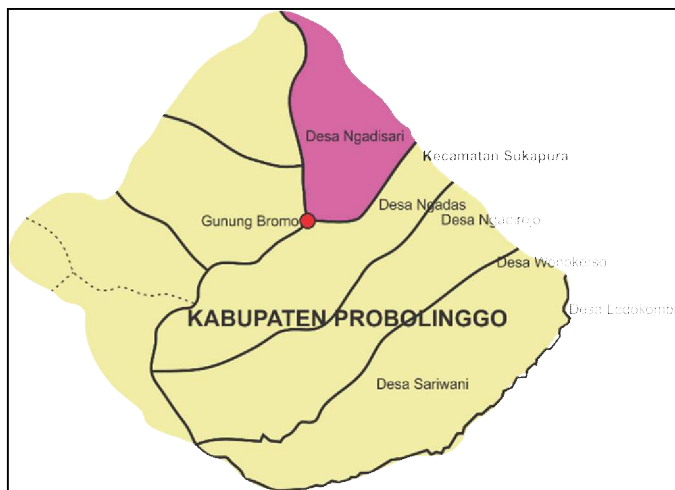 Desa Ngadisari
Kecamatan Sukapura
Desa Ngadas
Gunung Bromo
Desa Ngadirejo
Desa Wonokerso
Desa Ledokombo
KABUPATEN PROBOLINGGO
Desa Sariwani